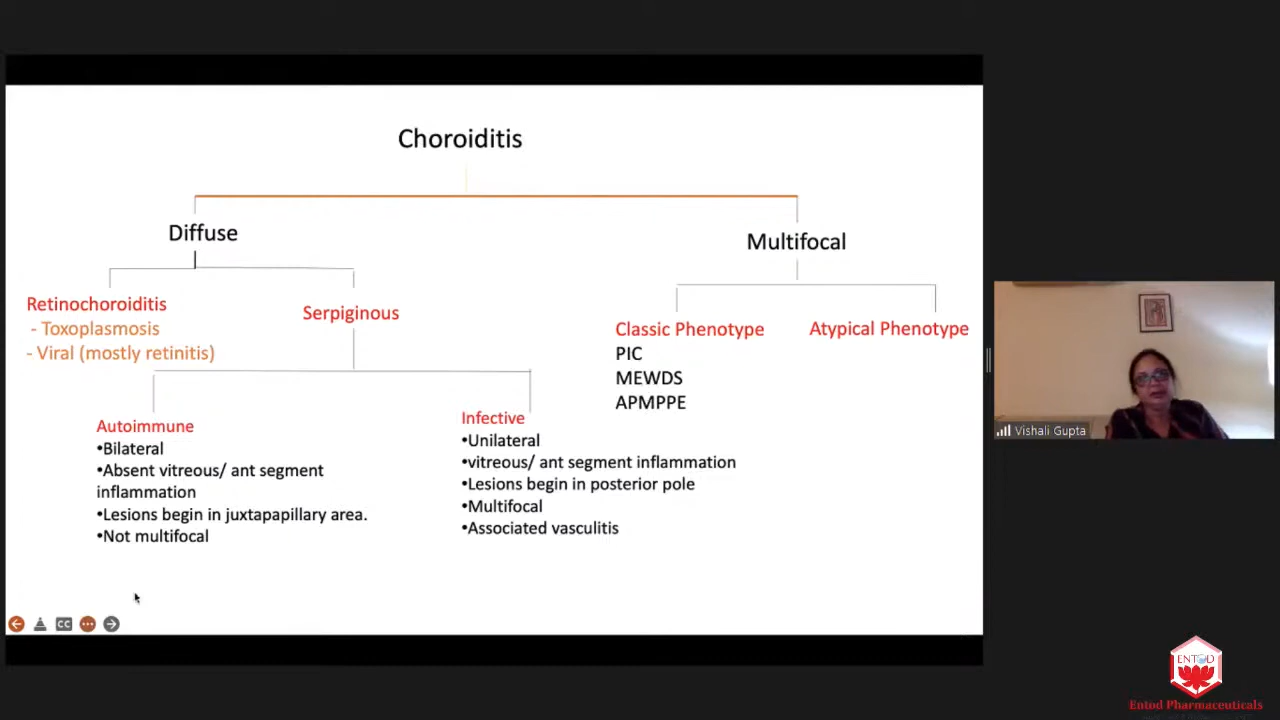 Choroiditis
Diffuse
Multifocal
Retinochoroiditis
- Toxoplasmosis
- Viral (mostly retinitis)
Serpiginous
Classic Phenotype
PIC
MEWDS
APMPPE
Atypical Phenotype
Autoimmune
•Bilateral
•Absent vitreous/ ant segment
inflammation
•Lesions begin in juxtapapillary area.
•Not multifocal
Infective
•Unilateral
•vitreous/ ant segment inflammation
•Lesions begin in posterior pole
•Multifocal
•Associated vasculitis
CC
Vishali Gupta
ENTOD
Entod Pharmaceuticals